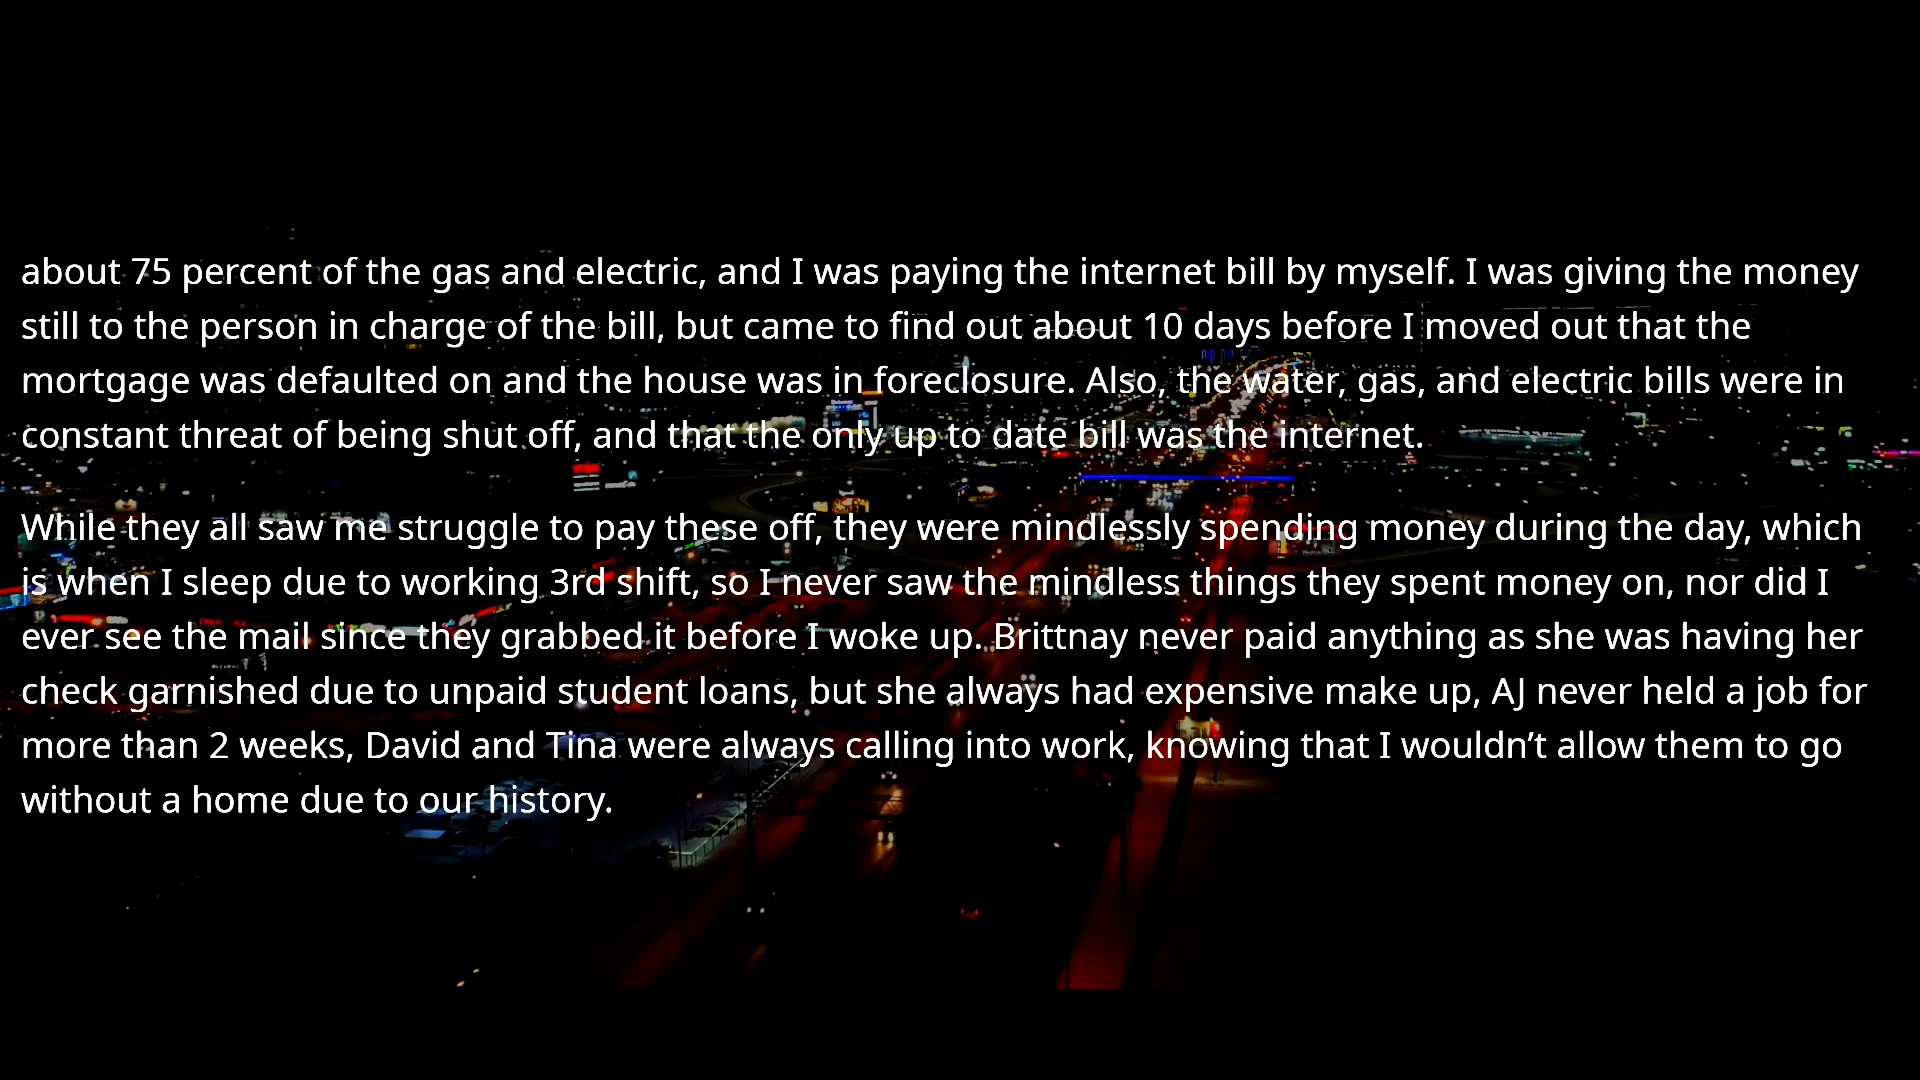 about 75 percent of the gas and electric, and I was paying the internet bill by myself. I was giving the money
still to the person in charge of the bill, but came to find out about 10 days before I moved out that the
mortgage was defaulted on and the house was in foreclosure. Also, the water, gas, and electric bills were in
constant threat of being shut off, and that the only up to date bill was the internet.
While they all saw me struggle to pay these off, they were mindlessly spending money during the day, which
is when I sleep due to working 3rd shift, so I never saw the mindless things they spent money on, nor did I
ever see the mail since they grabbed it before I woke up. Brittnay never paid anything as she was having her
check garnished due to unpaid student loans, but she always had expensive make up, AJ never held a job for
more than 2 weeks, David and Tina were always calling into work, knowing that I wouldn’t allow them to go
without a home due to our history.